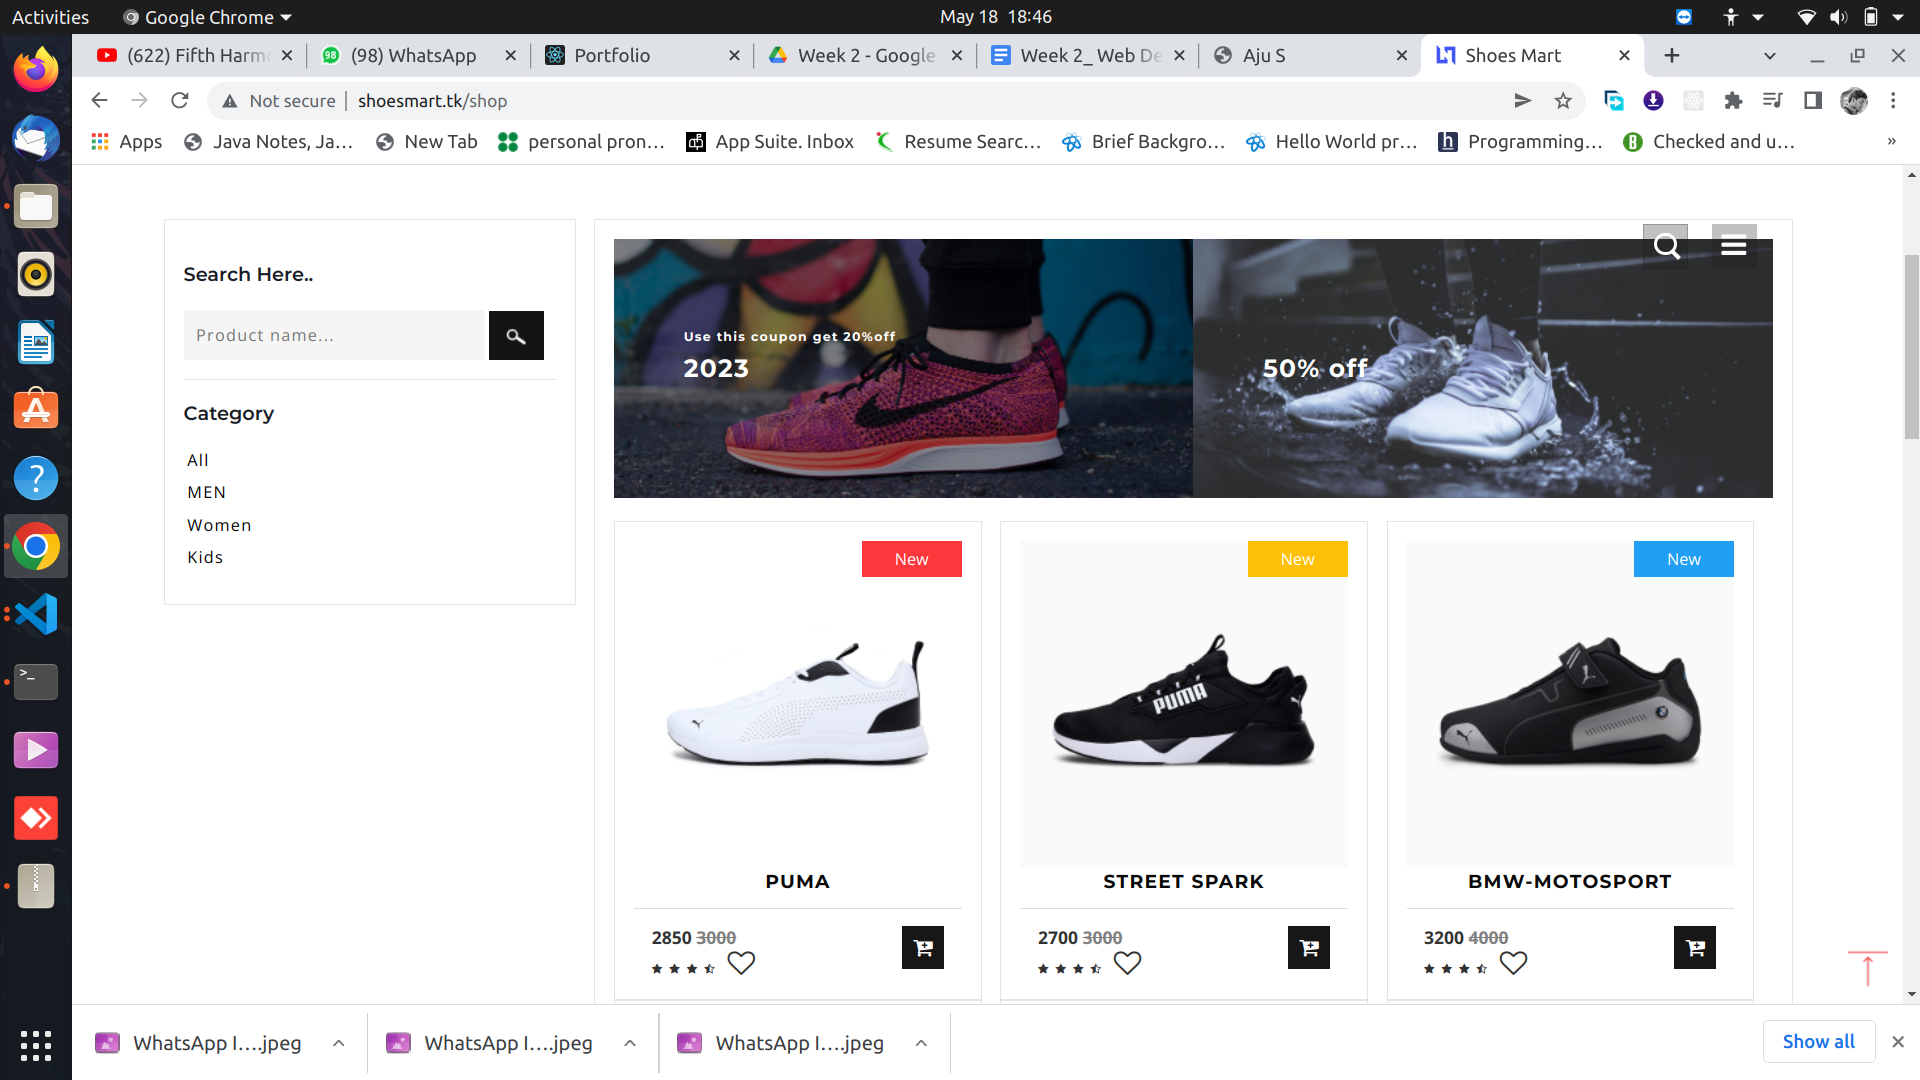 Activities
Google Chrome
May 18 18:46
(622) Fifth Harm
(98) WhatsApp
Portfolio
Week 2 - Google
Week 2_ Web De
Aju S
Shoes Mart
Not secure
shoesmart.tk/shop
Apps
Java Notes, Ja...
New Tab
personal pron...
App Suite. Inbox
Resume Searc...
Brief Backgro...
Hello World pr...
Programming...
Checked and u...
»
Search Here..
Product name...
Category
All
MEN
Women
Kids
Use this coupon get 20%off
2023
50% off
New
New
New
PUMA
PUMA
STREET SPARK
BMW-MOTOSPORT
2850 3000
2700 3000
3200 4000
WhatsApp I....jpeg
WhatsApp I....jpeg
WhatsApp I....jpeg
Show all